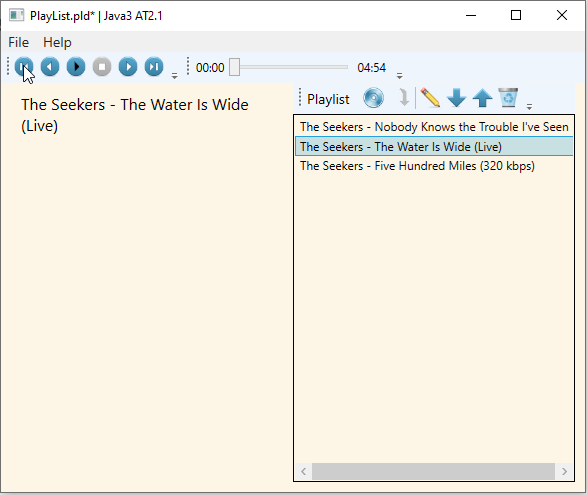 PlayList.pld* | Java3 AT2.1
File Help
00:00 04:54
The Seekers - The Water Is Wide
(Live)
Playlist
The Seekers - Nobody Knows the Trouble I've Seen
The Seekers - The Water Is Wide (Live)
The Seekers - Five Hundred Miles (320 kbps)